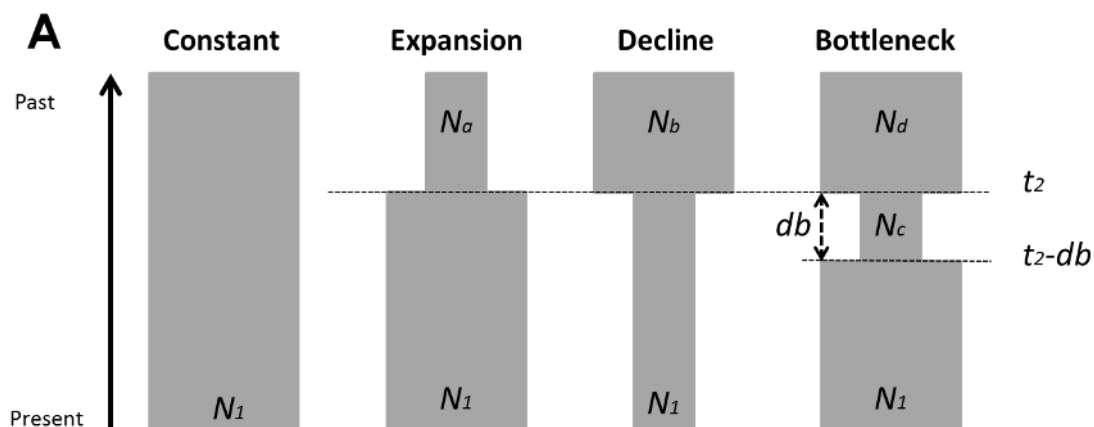 A
Constant Expansion Decline Bottleneck
Past
Na Nb Nd
t2
db Nc
t2-db
N1 N1 N1 N1
Present